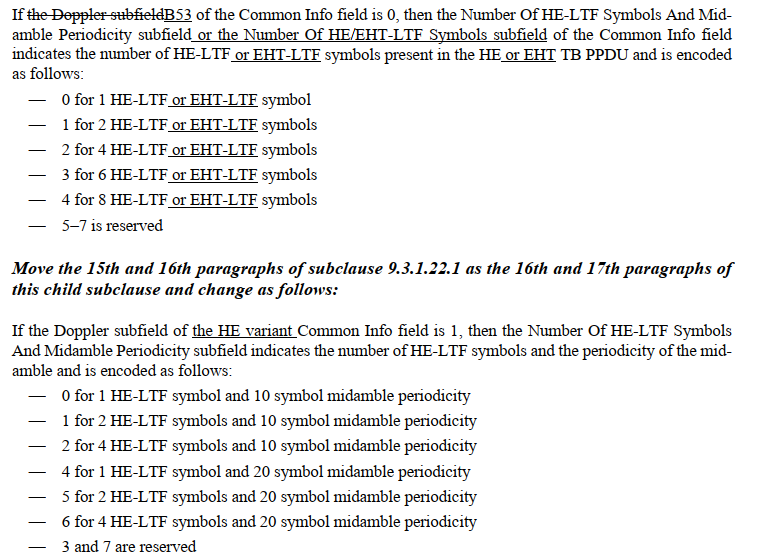 If the Doppler subfieldB53 of the Common Info field is 0, then the Number Of HE-LTF Symbols And Mid-
amble Periodicity subfield or the Number Of HE/EHT-LTF Symbols subfield of the Common Info field
indicates the number of HE-LTF or EHT-LTF symbols present in the HE or EHT TB PPDU and is encoded
as follows:
— 0 for 1 HE-LTF or EHT-LTF symbol
— 1 for 2 HE-LTF or EHT-LTF symbols
— 2 for 4 HE-LTF or EHT-LTF symbols
— 3 for 6 HE-LTF or EHT-LTF symbols
— 4 for 8 HE-LTF or EHT-LTF symbols
— 5–7 is reserved
Move the 15th and 16th paragraphs of subclause 9.3.1.22.1 as the 16th and 17th paragraphs of
this child subclause and change as follows:
If the Doppler subfield of the HE variant Common Info field is 1, then the Number Of HE-LTF Symbols
And Midamble Periodicity subfield indicates the number of HE-LTF symbols and the periodicity of the mid-
amble and is encoded as follows:
— 0 for 1 HE-LTF symbol and 10 symbol midamble periodicity
— 1 for 2 HE-LTF symbols and 10 symbol midamble periodicity
— 2 for 4 HE-LTF symbols and 10 symbol midamble periodicity
— 4 for 1 HE-LTF symbol and 20 symbol midamble periodicity
— 5 for 2 HE-LTF symbols and 20 symbol midamble periodicity
— 6 for 4 HE-LTF symbols and 20 symbol midamble periodicity
— 3 and 7 are reserved